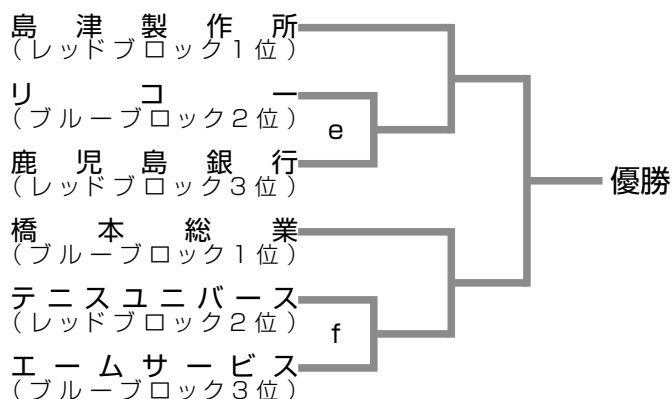 島津製作所
(レッドブロック1位)
リコー
(ブルーブロック2位)
e
鹿児島銀行
(レッドブロック3位)
優勝
橋本総業
(ブルーブロック1位)
テニスユニバース
(レッドブロック2位)
f
エームサービス
(ブルーブロック3位)